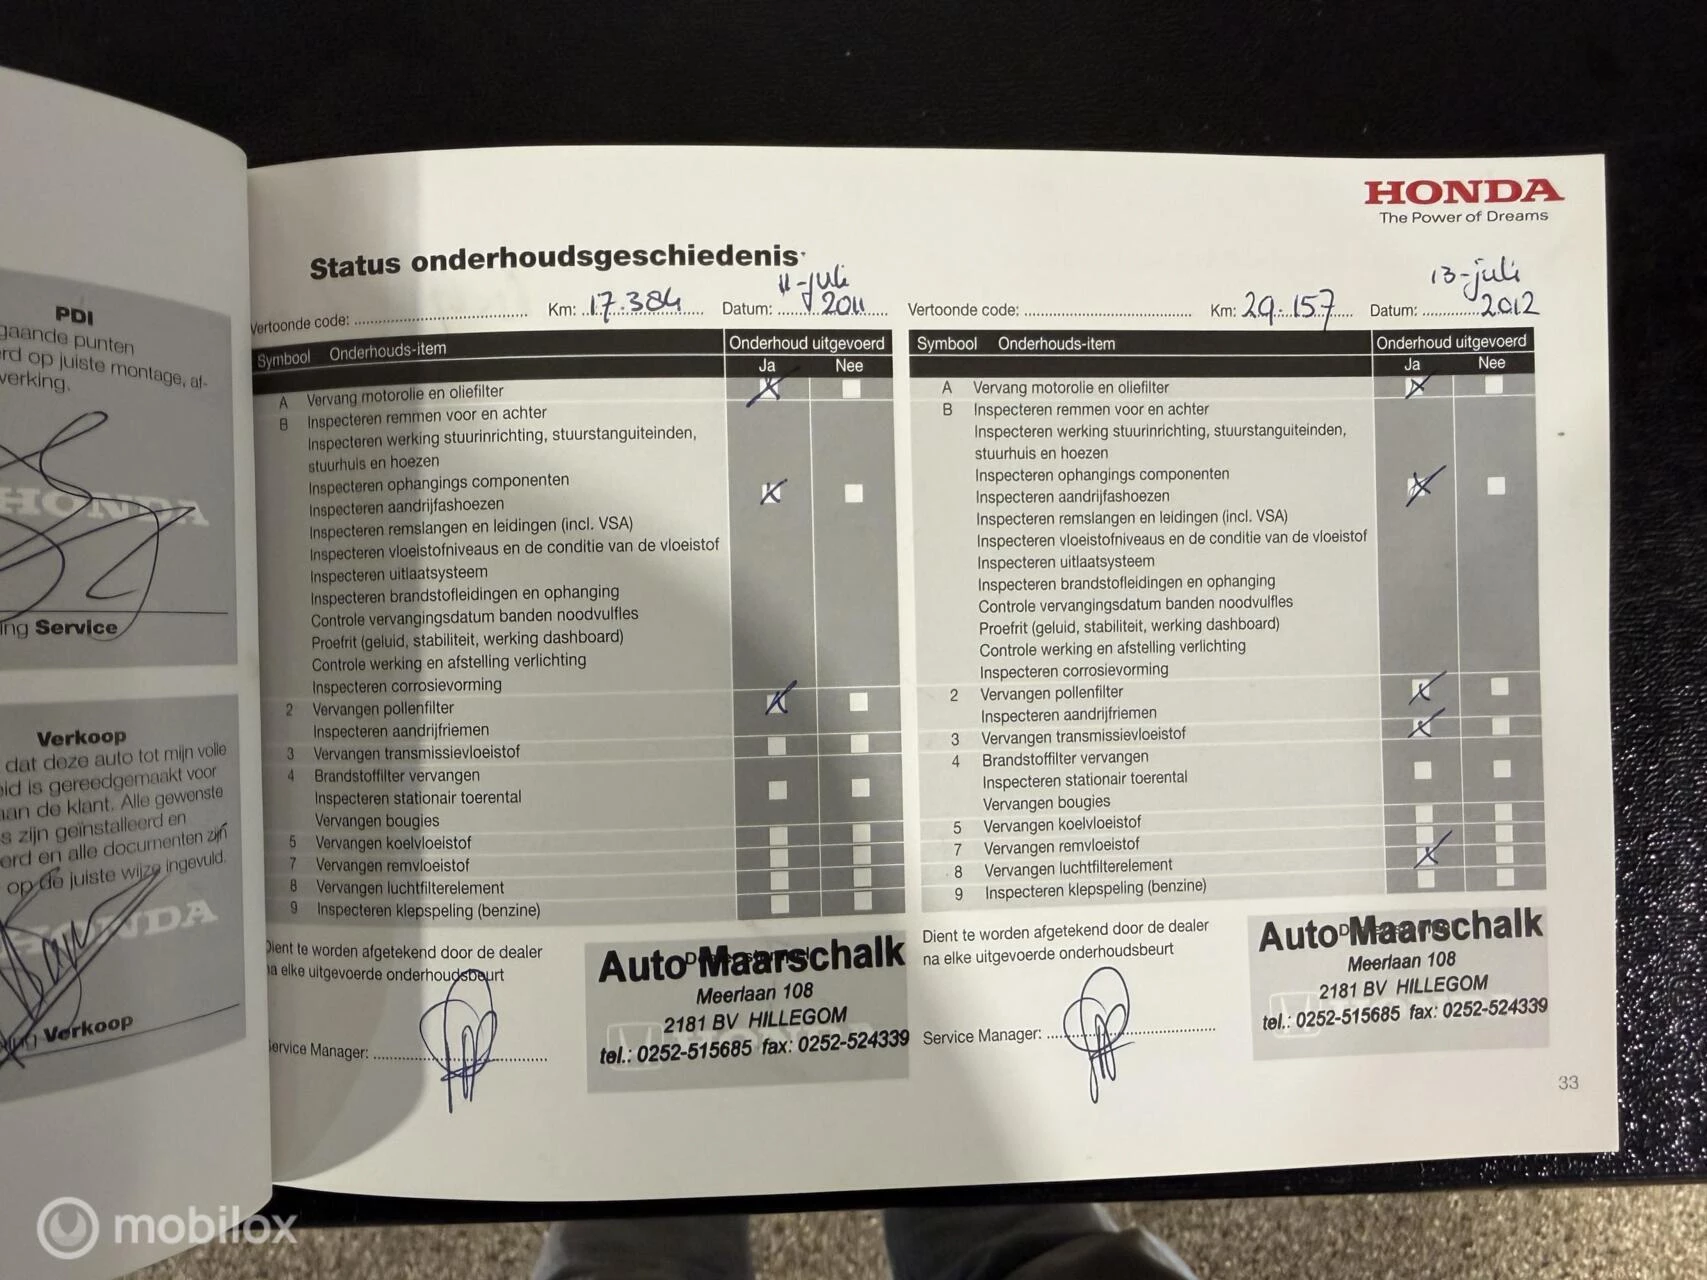 PDI
gaande punten
rd op juiste montage, af-
verking.
HONDA
ing Service
Verkoop
dat deze auto tot mijn volle
id is gereedgemaakt voor
aan de klant. Alle gewenste
s zijn geïnstalleerd en
erd en alle documenten zijn
op de juiste wijze ingevuld.
HONDA
Verkoop
HONDA
The Power of Dreams
Status onderhoudsgeschiedenis
Vertoonde code: Km: 17.384 Datum: 11-juli 2011
Symbool Onderhouds-item Onderhoud uitgevoerd
Ja Nee
A Vervang motorolie en oliefilter
B Inspecteren remmen voor en achter
Inspecteren werking stuurinrichting, stuurstanguiteinden,
stuurhuis en hoezen
Inspecteren ophangings componenten
Inspecteren aandrijfashoezen
Inspecteren remslangen en leidingen (incl. VSA)
Inspecteren vloeistofniveaus en de conditie van de vloeistof
Inspecteren uitlaatsysteem
Inspecteren brandstofleidingen en ophanging
Controle vervangingsdatum banden noodvulfles
Proefrit (geluid, stabiliteit, werking dashboard)
Controle werking en afstelling verlichting
Inspecteren corrosievorming
2 Vervangen pollenfilter
Inspecteren aandrijfriemen
3 Vervangen transmissievloeistof
4 Brandstoffilter vervangen
Inspecteren stationair toerental
Vervangen bougies
5 Vervangen koelvloeistof
7 Vervangen remvloeistof
8 Vervangen luchtfilterelement
9 Inspecteren klepspeling (benzine)
Dient te worden afgetekend door de dealer
na elke uitgevoerde onderhoudsbeurt
Service Manager:
Auto Maarschalk
Meerlaan 108
2181 BV HILLEGOM
tel.: 0252-515685 fax: 0252-524339
Vertoonde code: Km: 29.157 Datum: 13-juli 2012
Symbool Onderhouds-item Onderhoud uitgevoerd
Ja Nee
A Vervang motorolie en oliefilter
B Inspecteren remmen voor en achter
Inspecteren werking stuurinrichting, stuurstanguiteinden,
stuurhuis en hoezen
Inspecteren ophangings componenten
Inspecteren aandrijfashoezen
Inspecteren remslangen en leidingen (incl. VSA)
Inspecteren vloeistofniveaus en de conditie van de vloeistof
Inspecteren uitlaatsysteem
Inspecteren brandstofleidingen en ophanging
Controle vervangingsdatum banden noodvulfles
Proefrit (geluid, stabiliteit, werking dashboard)
Controle werking en afstelling verlichting
Inspecteren corrosievorming
2 Vervangen pollenfilter
Inspecteren aandrijfriemen
3 Vervangen transmissievloeistof
4 Brandstoffilter vervangen
Inspecteren stationair toerental
Vervangen bougies
5 Vervangen koelvloeistof
7 Vervangen remvloeistof
8 Vervangen luchtfilterelement
9 Inspecteren klepspeling (benzine)
Dient te worden afgetekend door de dealer
na elke uitgevoerde onderhoudsbeurt
Service Manager:
Auto Maarschalk
Meerlaan 108
2181 BV HILLEGOM
tel.: 0252-515685 fax: 0252-524339
33
mobilox